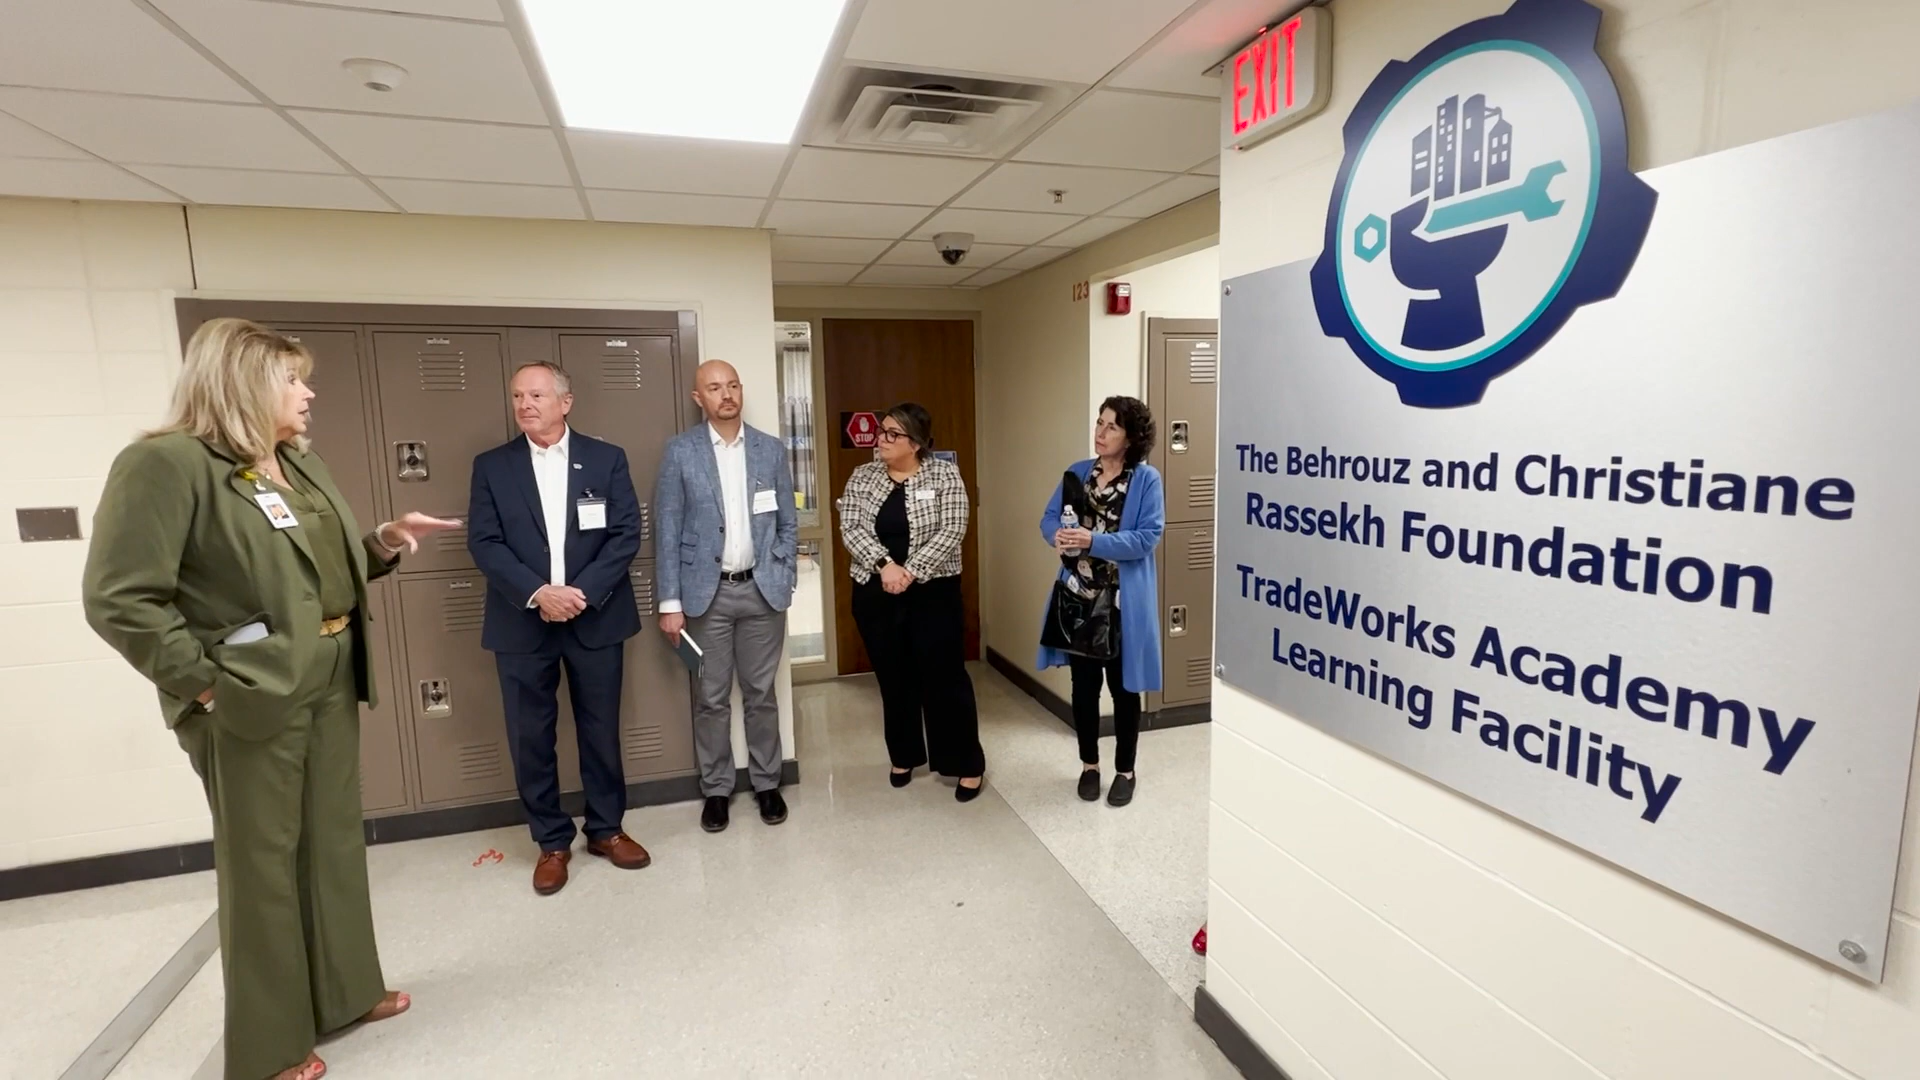 EXIT
123
STOP
The Behrouz and Christiane
Rassekh Foundation
TradeWorks Academy
Learning Facility